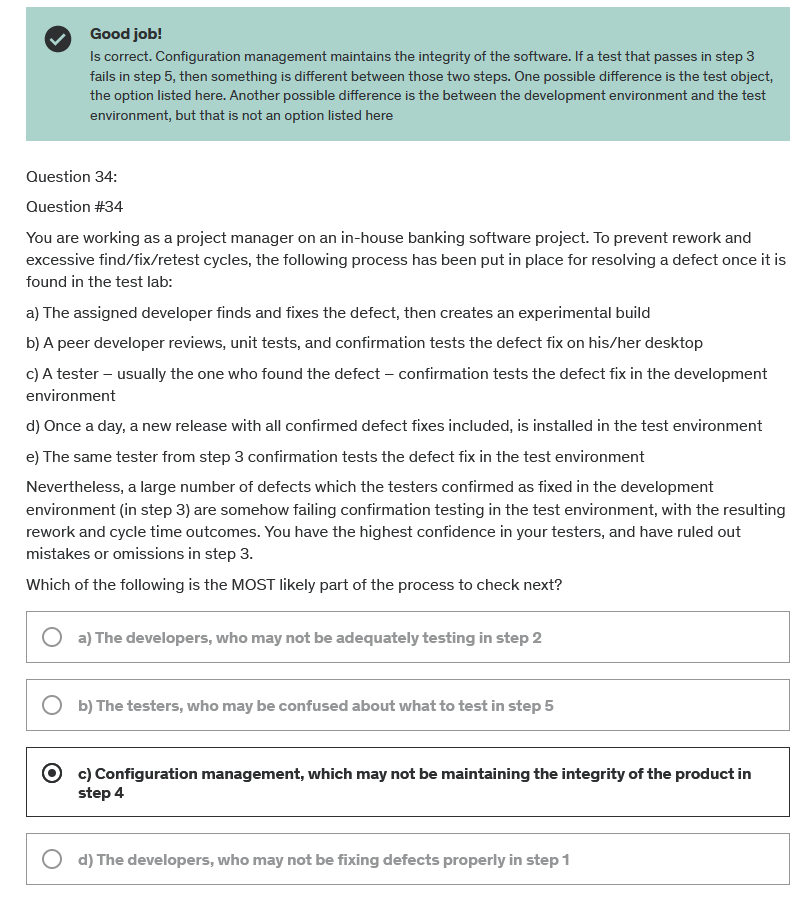 Good job!
Is correct. Configuration management maintains the integrity of the software. If a test that passes in step 3
fails in step 5, then something is different between those two steps. One possible difference is the test object,
the option listed here. Another possible difference is the between the development environment and the test
environment, but that is not an option listed here
Question 34:
Question #34
You are working as a project manager on an in-house banking software project. To prevent rework and
excessive find/fix/retest cycles, the following process has been put in place for resolving a defect once it is
found in the test lab:
a) The assigned developer finds and fixes the defect, then creates an experimental build
b) A peer developer reviews, unit tests, and confirmation tests the defect fix on his/her desktop
c) A tester – usually the one who found the defect – confirmation tests the defect fix in the development
environment
d) Once a day, a new release with all confirmed defect fixes included, is installed in the test environment
e) The same tester from step 3 confirmation tests the defect fix in the test environment
Nevertheless, a large number of defects which the testers confirmed as fixed in the development
environment (in step 3) are somehow failing confirmation testing in the test environment, with the resulting
rework and cycle time outcomes. You have the highest confidence in your testers, and have ruled out
mistakes or omissions in step 3.
Which of the following is the MOST likely part of the process to check next?
a) The developers, who may not be adequately testing in step 2
b) The testers, who may be confused about what to test in step 5
c) Configuration management, which may not be maintaining the integrity of the product in
step 4
d) The developers, who may not be fixing defects properly in step 1